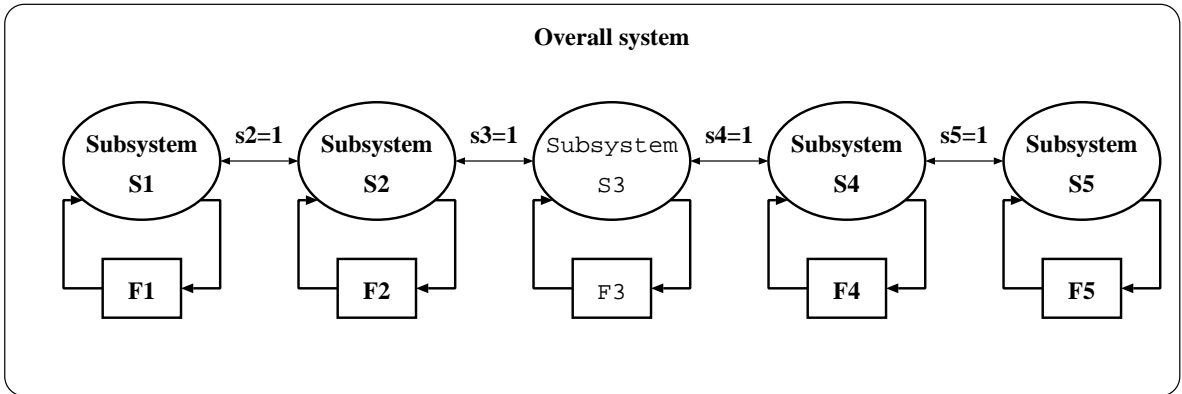 Overall system
s2=1 s3=1 s4=1 s5=1
Subsystem Subsystem Subsystem Subsystem Subsystem
S1 S2 S3 S4 S5
F1 F2 F3 F4 F5